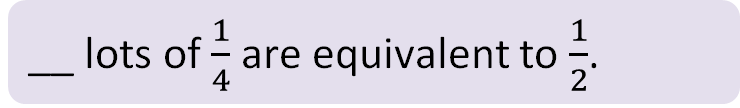 __ lots of 1/4 are equivalent to 1/2.